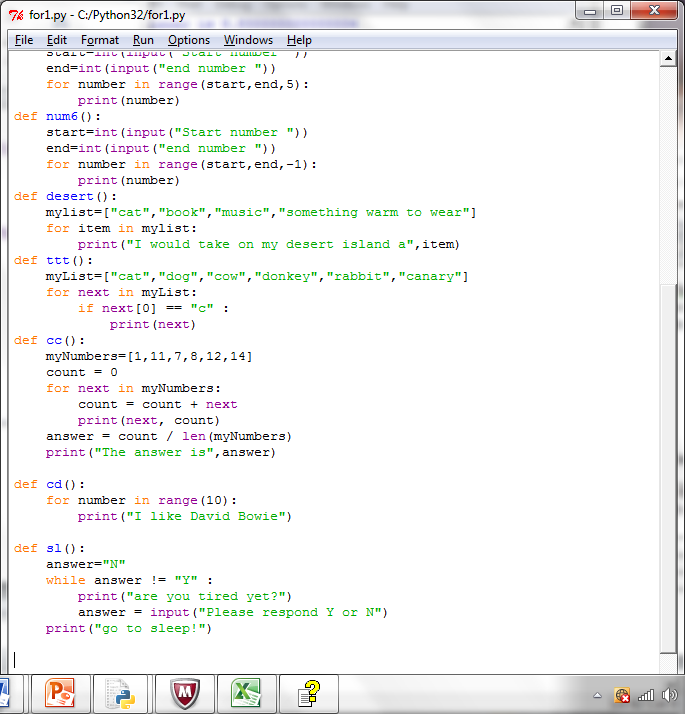 for1.py - C:/Python32/for1.py
File Edit Format Run Options Windows Help
start=int(input("Start number "))
    end=int(input("end number "))
    for number in range(start,end,5):
        print(number)
def num6():
    start=int(input("Start number "))
    end=int(input("end number "))
    for number in range(start,end,-1):
        print(number)
def desert():
    mylist=["cat","book","music","something warm to wear"]
    for item in mylist:
        print("I would take on my desert island a",item)
def ttt():
    myList=["cat","dog","cow","donkey","rabbit","canary"]
    for next in myList:
        if next[0] == "c" :
            print(next)
def cc():
    myNumbers=[1,11,7,8,12,14]
    count = 0
    for next in myNumbers:
        count = count + next
        print(next, count)
    answer = count / len(myNumbers)
    print("The answer is",answer)
def cd():
    for number in range(10):
        print("I like David Bowie")
def sl():
    answer="N"
    while answer != "Y" :
        print("are you tired yet?")
        answer = input("Please respond Y or N")
    print("go to sleep!")